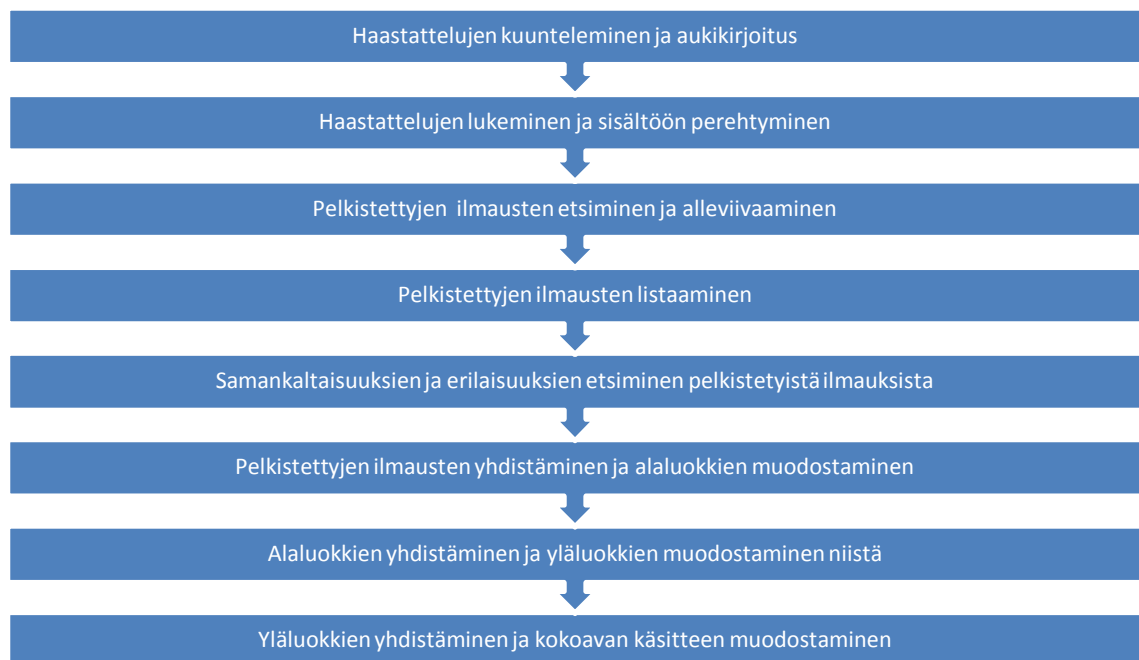 Haastattelujen kuunteleminen ja aukikirjoitus
Haastattelujen lukeminen ja sisältöön perehtyminen
Pelkistettyjen ilmausten etsiminen ja alleviivaaminen
Pelkistettyjen ilmausten listaaminen
Samankaltaisuuksien ja erilaisuuksien etsiminen pelkistetyistä ilmauksista
Pelkistettyjen ilmausten yhdistäminen ja alaluokkien muodostaminen
Alaluokkien yhdistäminen ja yläluokkien muodostaminen niistä
Yläluokkien yhdistäminen ja kokoavan käsitteen muodostaminen